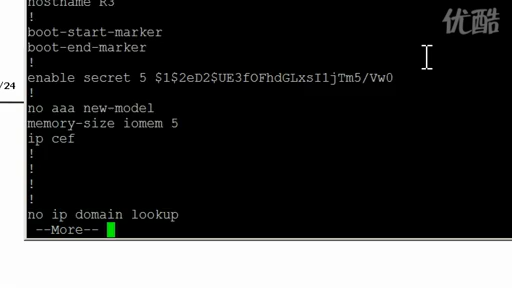 hostname R3
优酷
!
boot-start-marker
boot-end-marker
!
enable secret 5 $1$2eD2$UE3fOFhdGLxsI1jTm5/Vw0
/24
!
no aaa new-model
memory-size iomem 5
ip cef
!
!
!
!
no ip domain lookup
--More--